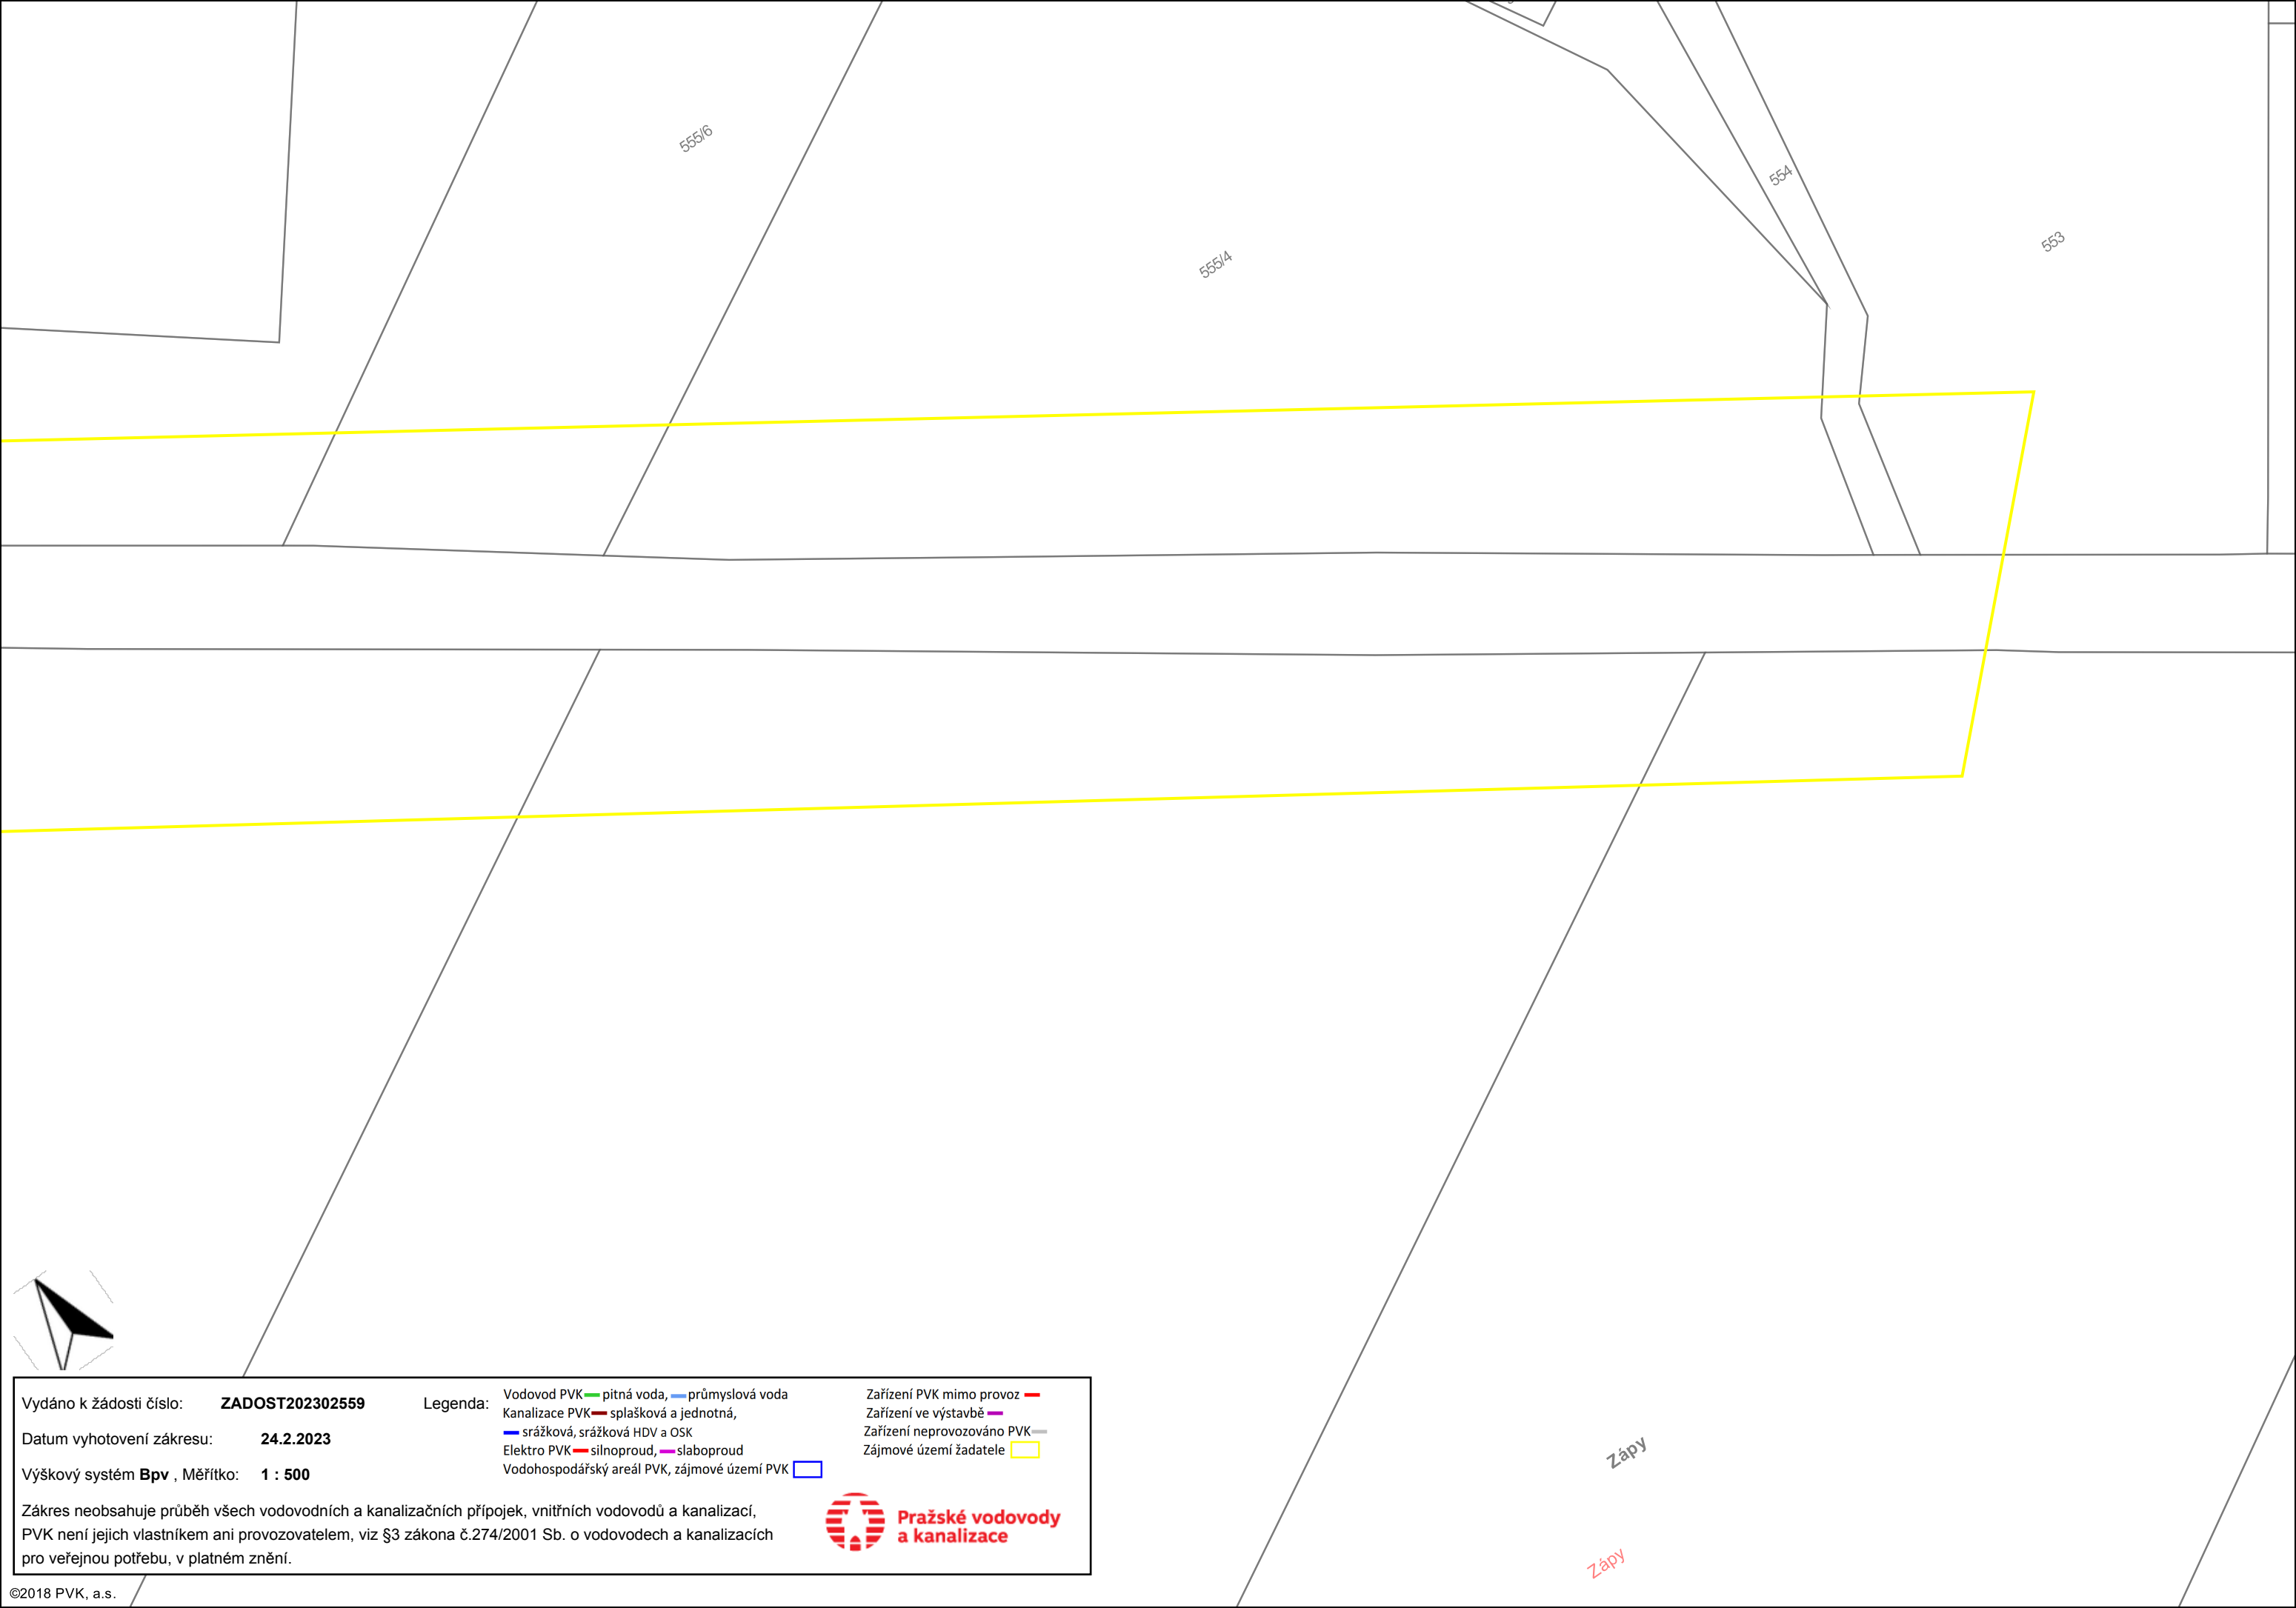 555/6
554
553
555/4
Zápy
Zápy
Vydáno k žádosti číslo: ZADOST202302559
Datum vyhotovení zákresu: 24.2.2023
Výškový systém Bpv , Měřítko: 1 : 500
Legenda:
Vodovod PVK pitná voda, průmyslová voda
Kanalizace PVK splašková a jednotná,
srážková, srážková HDV a OSK
Elektro PVK silnoproud, slaboproud
Vodohospodářský areál PVK, zájmové území PVK
Zařízení PVK mimo provoz
Zařízení ve výstavbě
Zařízení neprovozováno PVK
Zájmové území žadatele
Zákres neobsahuje průběh všech vodovodních a kanalizačních přípojek, vnitřních vodovodů a kanalizací,
PVK není jejich vlastníkem ani provozovatelem, viz §3 zákona č.274/2001 Sb. o vodovodech a kanalizacích
pro veřejnou potřebu, v platném znění.
Pražské vodovody
a kanalizace
©2018 PVK, a.s.